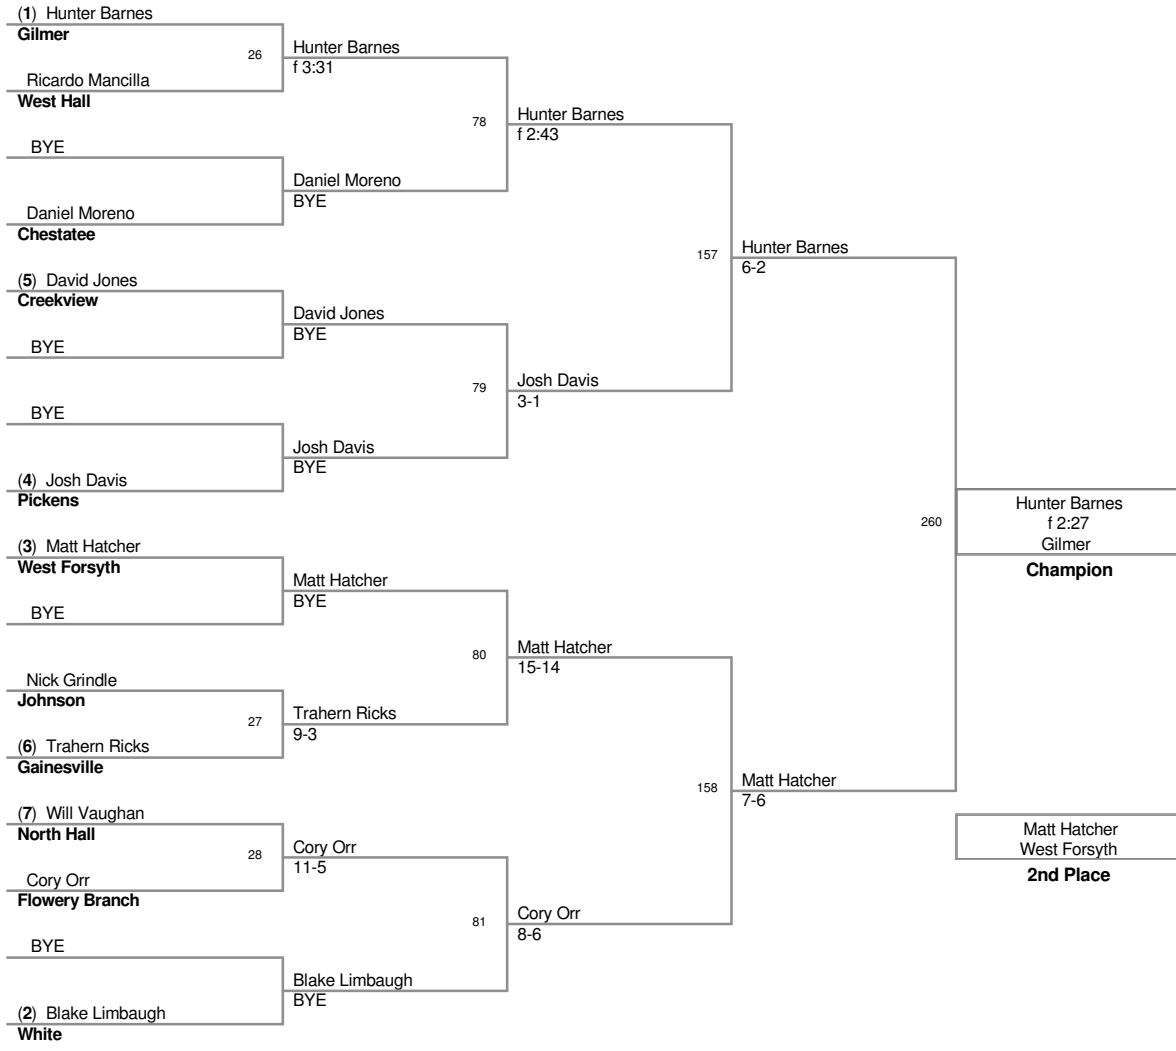 (1) Hunter Barnes
Gilmer
26
Ricardo Mancilla
West Hall
BYE
Daniel Moreno
Chestatee
(5) David Jones
Creekview
BYE
BYE
(4) Josh Davis
Pickens
(3) Matt Hatcher
West Forsyth
BYE
Nick Grindle
Johnson
27
(6) Trahern Ricks
Gainesville
(7) Will Vaughan
North Hall
28
Cory Orr
Flowery Branch
BYE
(2) Blake Limbaugh
White
Hunter Barnes
f 3:31
78
Daniel Moreno
BYE
David Jones
BYE
79
Josh Davis
BYE
Matt Hatcher
BYE
80
Trahern Ricks
9-3
Cory Orr
11-5
81
Blake Limbaugh
BYE
Hunter Barnes
f 2:43
157
Josh Davis
3-1
Matt Hatcher
15-14
158
Cory Orr
8-6
Hunter Barnes
6-2
260
Matt Hatcher
7-6
Hunter Barnes
f 2:27
Gilmer
Champion
Matt Hatcher
West Forsyth
2nd Place